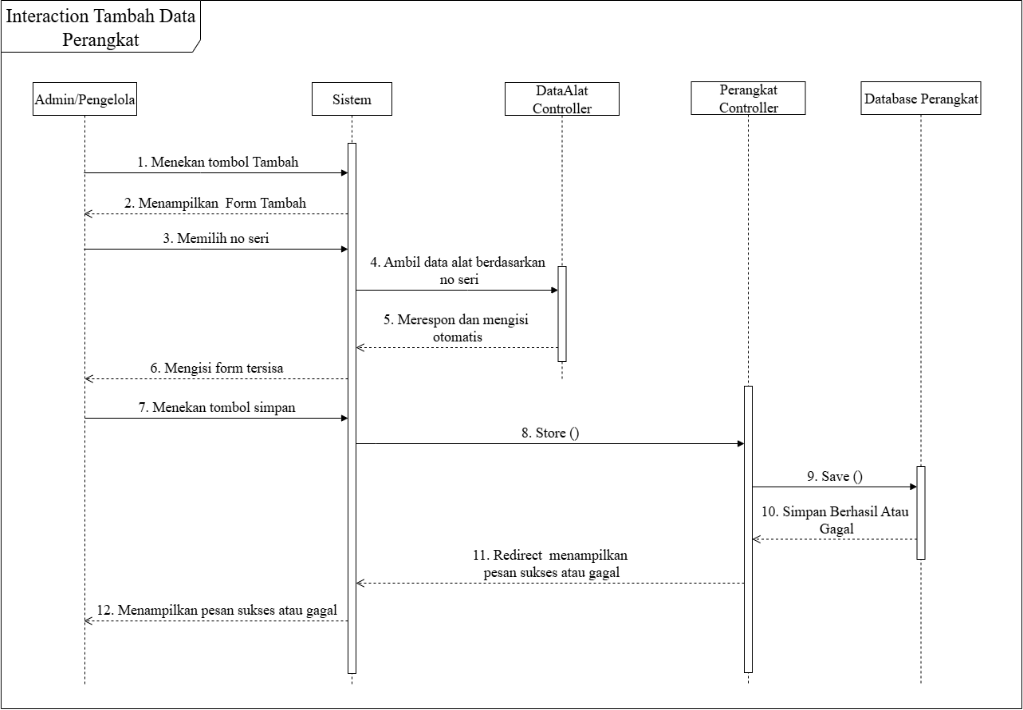 Interaction Tambah Data
Perangkat
Admin/Pengelola
Sistem
DataAlat
Controller
Perangkat
Controller
Database Perangkat
1. Menekan tombol Tambah
2. Menampilkan Form Tambah
3. Memilih no seri
4. Ambil data alat berdasarkan
no seri
5. Merespon dan mengisi
otomatis
6. Mengisi form tersisa
7. Menekan tombol simpan
8. Store ()
9. Save ()
10. Simpan Berhasil Atau
Gagal
11. Redirect menampilkan
pesan sukses atau gagal
12. Menampilkan pesan sukses atau gagal